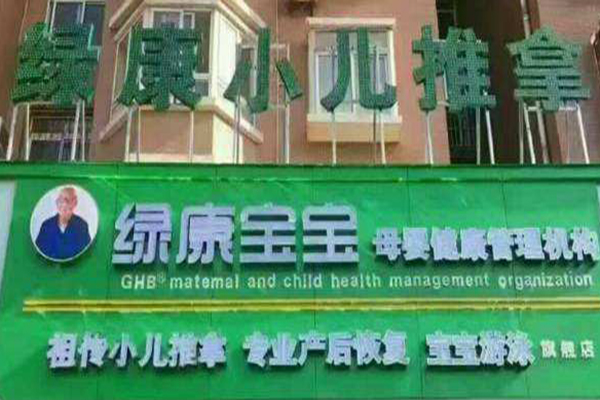 绿康小儿推拿
绿康宝宝 母婴健康管理机构
GHB® maternal and child health management organization
祖传小儿推拿 专业产后恢复 宝宝游泳 旗舰店